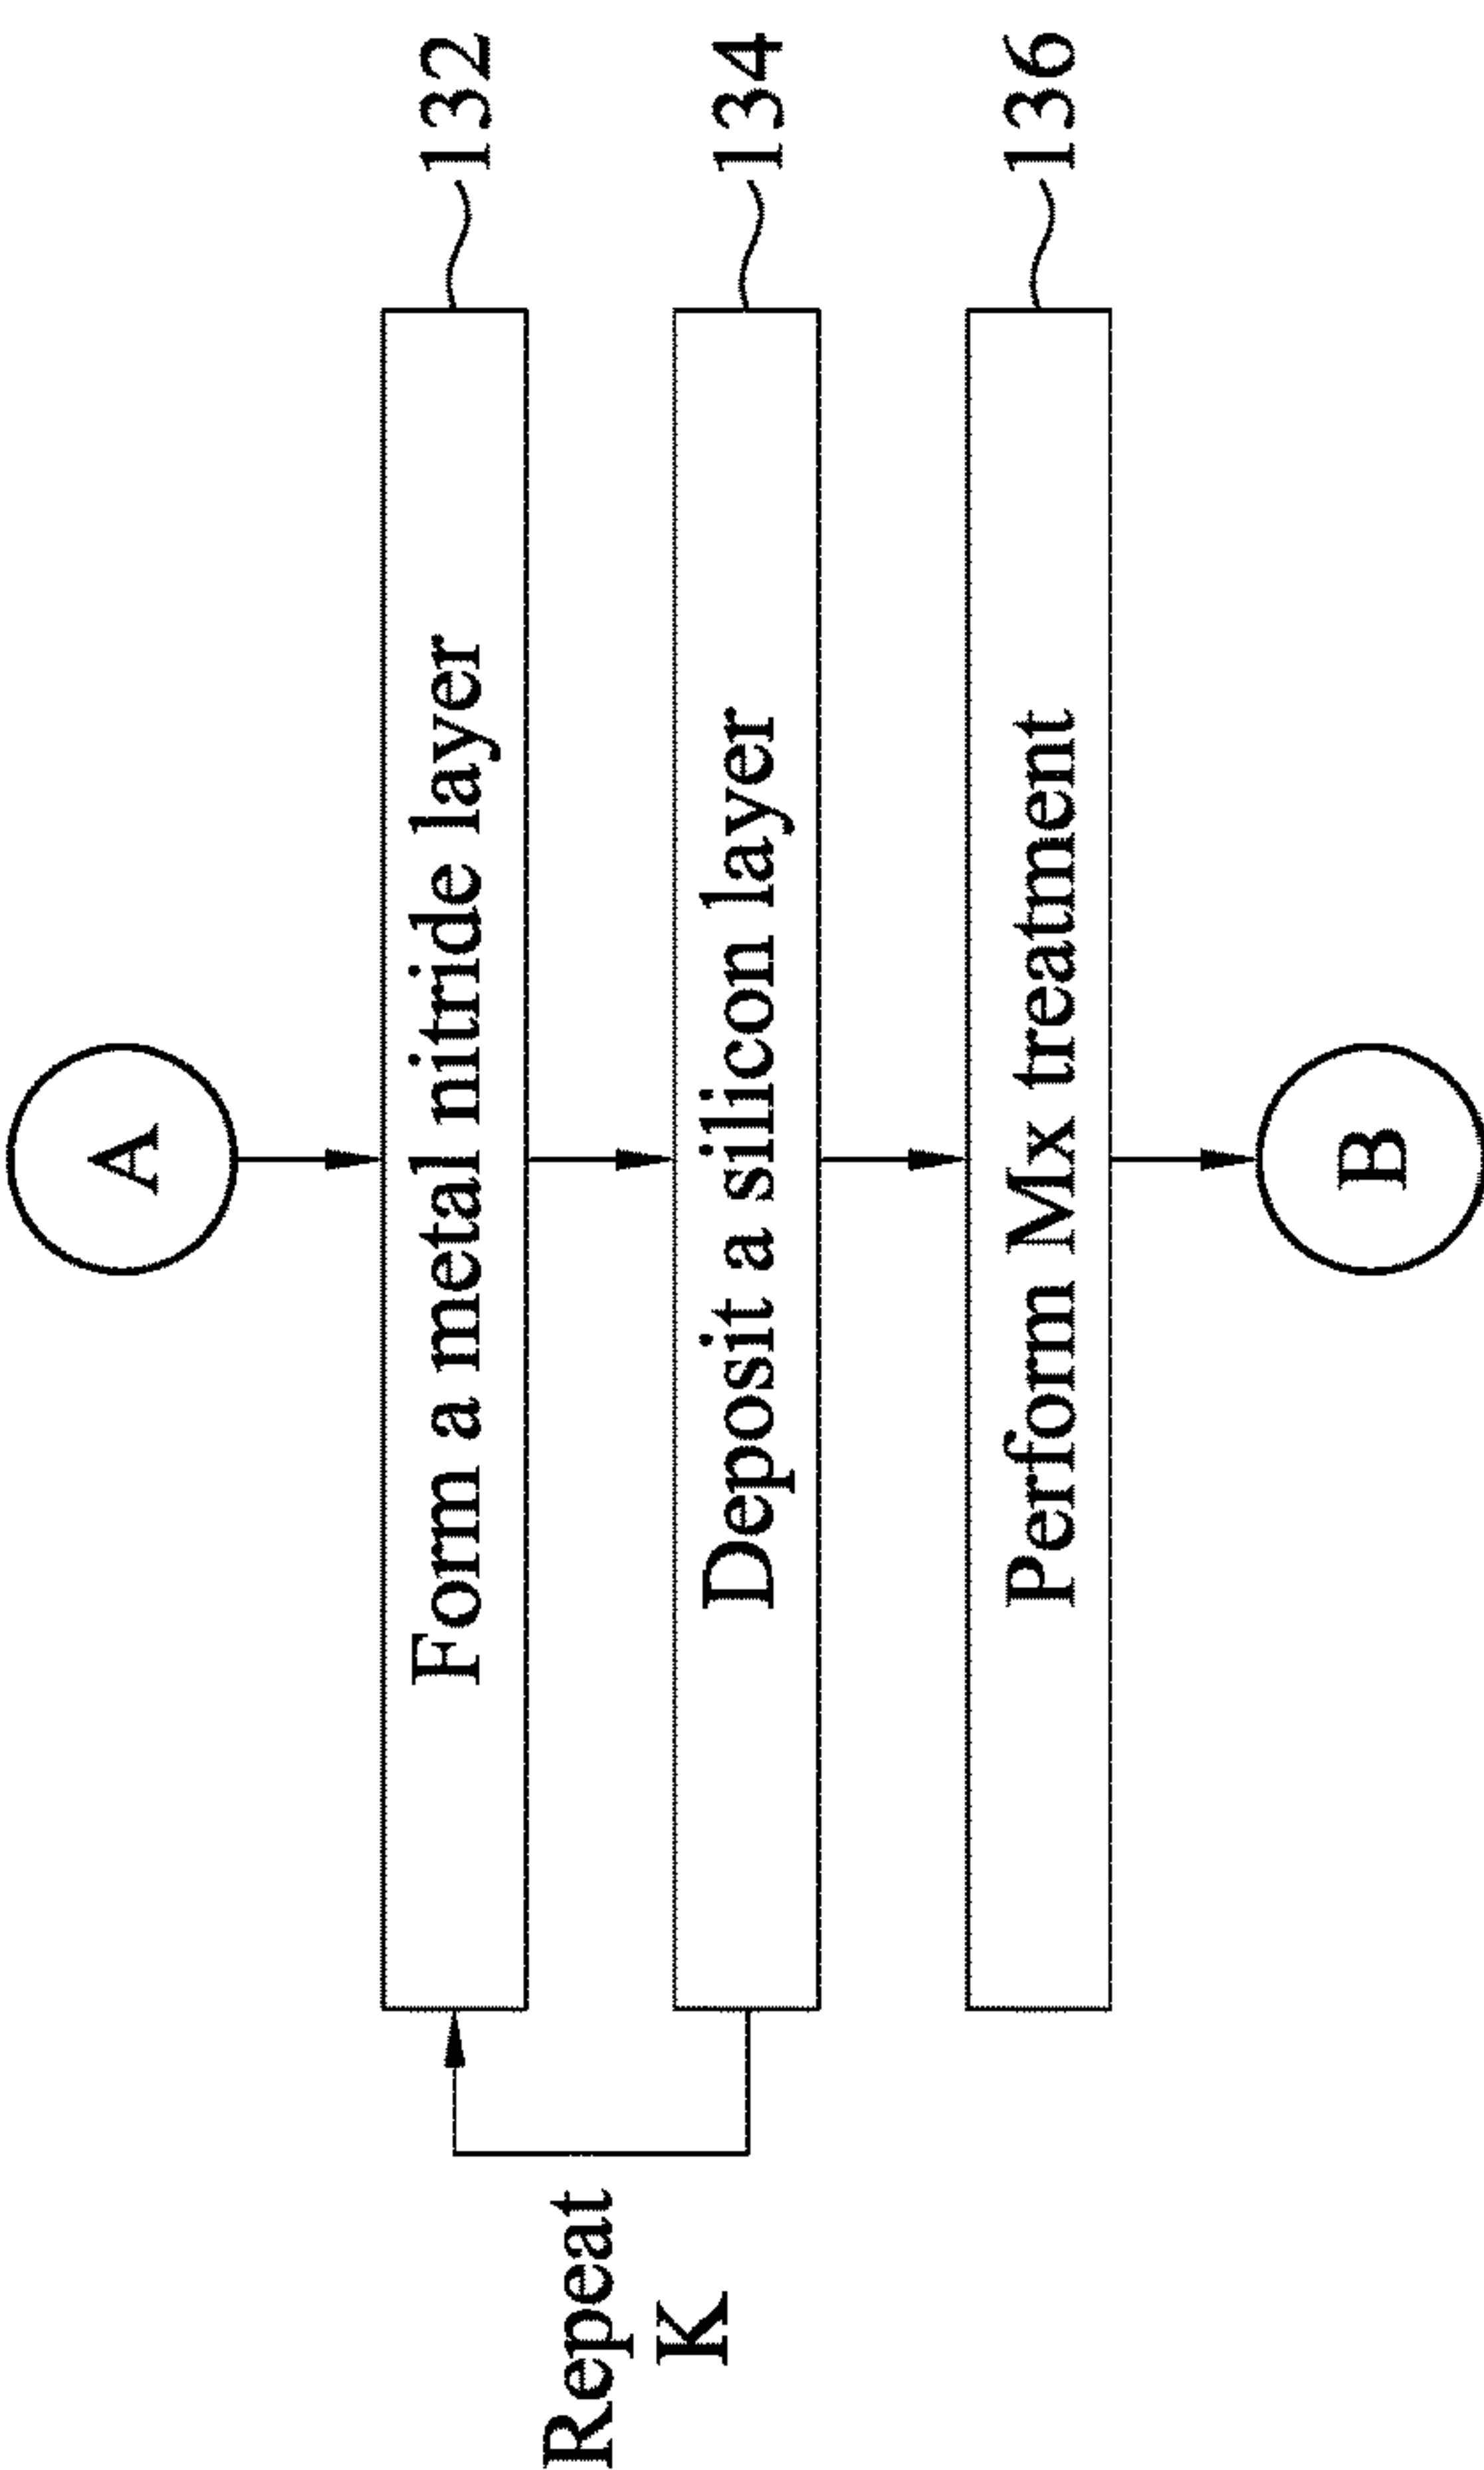 A
Form a metal nitride layer
132
Repeat
K
Deposit a silicon layer
134
Perform Mx treatment
136
B